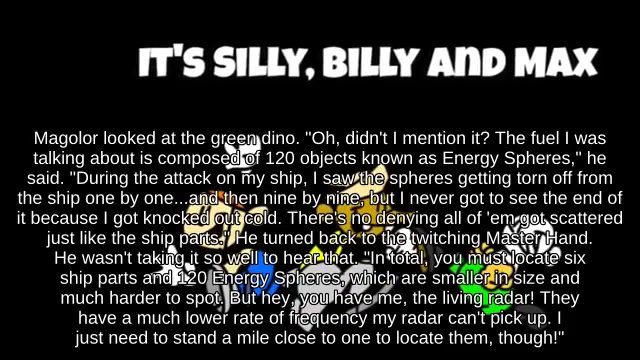 IT'S SILLY, BILLY AND MAX
Magolor looked at the green dino. "Oh, didn't I mention it? The fuel I was
talking about is composed of 120 objects known as Energy Spheres," he
said. "During the attack on my ship, I saw the spheres getting torn off from
the ship one by one...and then nine by nine, but I never got to see the end of
it because I got knocked out cold. There's no denying all of 'em got scattered
just like the ship parts." He turned back to the twitching Master Hand.
He wasn't taking it so well to hear that. "In total, you must locate six
ship parts and 120 Energy Spheres, which are smaller in size and
much harder to spot. But hey, you have me, the living radar! They
have a much lower rate of frequency my radar can't pick up. I
just need to stand a mile close to one to locate them, though!"